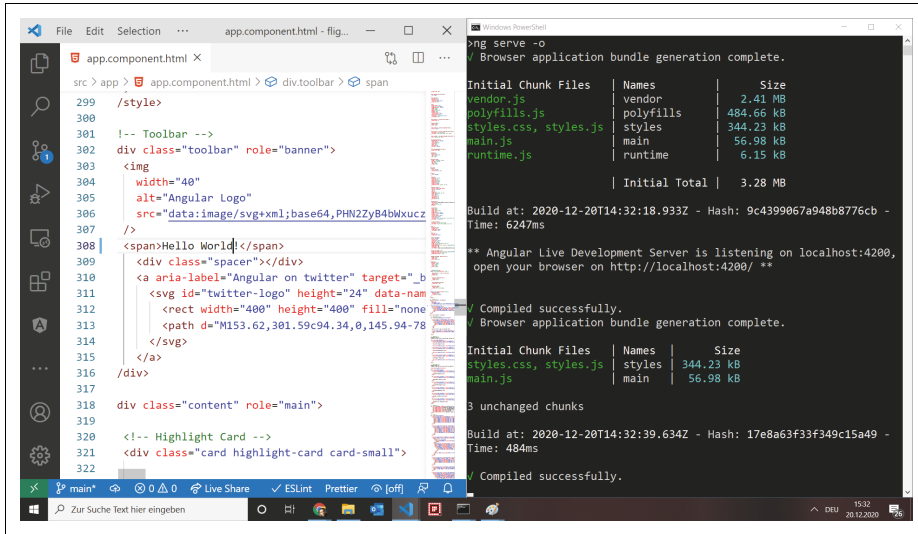 File Edit Selection ··· app.component.html - flig...
app.component.html
src > app > app.component.html > div.toolbar > span
299 /style>
300
301 !-- Toolbar -->
302 div class="toolbar" role="banner">
303 <img
304 width="40"
305 alt="Angular Logo"
306 src="data:image/svg+xml;base64,PHN2ZyB4bWxucz
307 />
308 <span>Hello World!</span>
309 <div class="spacer"></div>
310 <a aria-label="Angular on twitter" target="_b
311 <svg id="twitter-logo" height="24" data-nam
312 <rect width="400" height="400" fill="none
313 <path d="M153.62,301.59c94.34,0,145.94-78
314 </svg>
315 </a>
316 /div>
317
318 div class="content" role="main">
319
320 <!-- Highlight Card -->
321 <div class="card highlight-card card-small">
322
1
main* 0 0 Live Share ESLint Prettier [off]
Windows PowerShell
>ng serve -o
√ Browser application bundle generation complete.
Initial Chunk Files | Names | Size
vendor.js | vendor | 2.41 MB
polyfills.js | polyfills | 484.66 kB
styles.css, styles.js | styles | 344.23 kB
main.js | main | 56.98 kB
runtime.js | runtime | 6.15 kB
| Initial Total | 3.28 MB
Build at: 2020-12-20T14:32:18.933Z - Hash: 9c4399067a948b8776cb -
Time: 6247ms
** Angular Live Development Server is listening on localhost:4200,
open your browser on http://localhost:4200/ **
√ Compiled successfully.
√ Browser application bundle generation complete.
Initial Chunk Files | Names | Size
styles.css, styles.js | styles | 344.23 kB
main.js | main | 56.98 kB
3 unchanged chunks
Build at: 2020-12-20T14:32:39.634Z - Hash: 17e8a63f33f349c15a49 -
Time: 484ms
√ Compiled successfully.
Zur Suche Text hier eingeben
DEU 15:32
20.12.2020
26